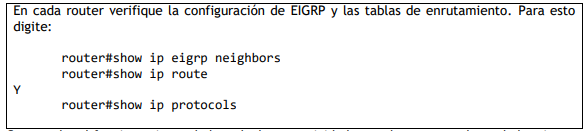 En cada router verifique la configuración de EIGRP y las tablas de enrutamiento. Para esto
digite:
router#show ip eigrp neighbors
router#show ip route
Y
router#show ip protocols